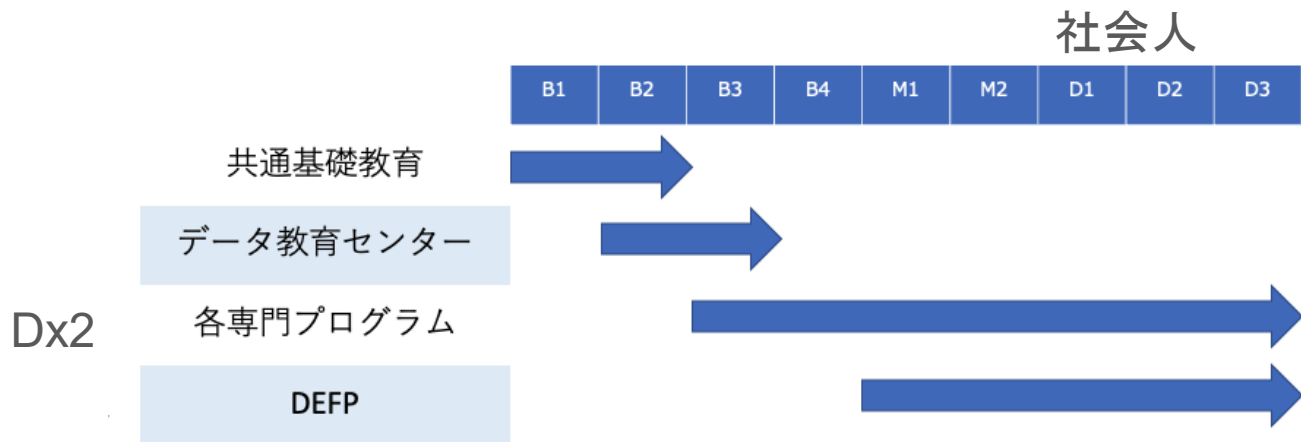 社会人
B1 B2 B3 B4 M1 M2 D1 D2 D3
共通基礎教育
データ教育センター
Dx2
各専門プログラム
DEFP